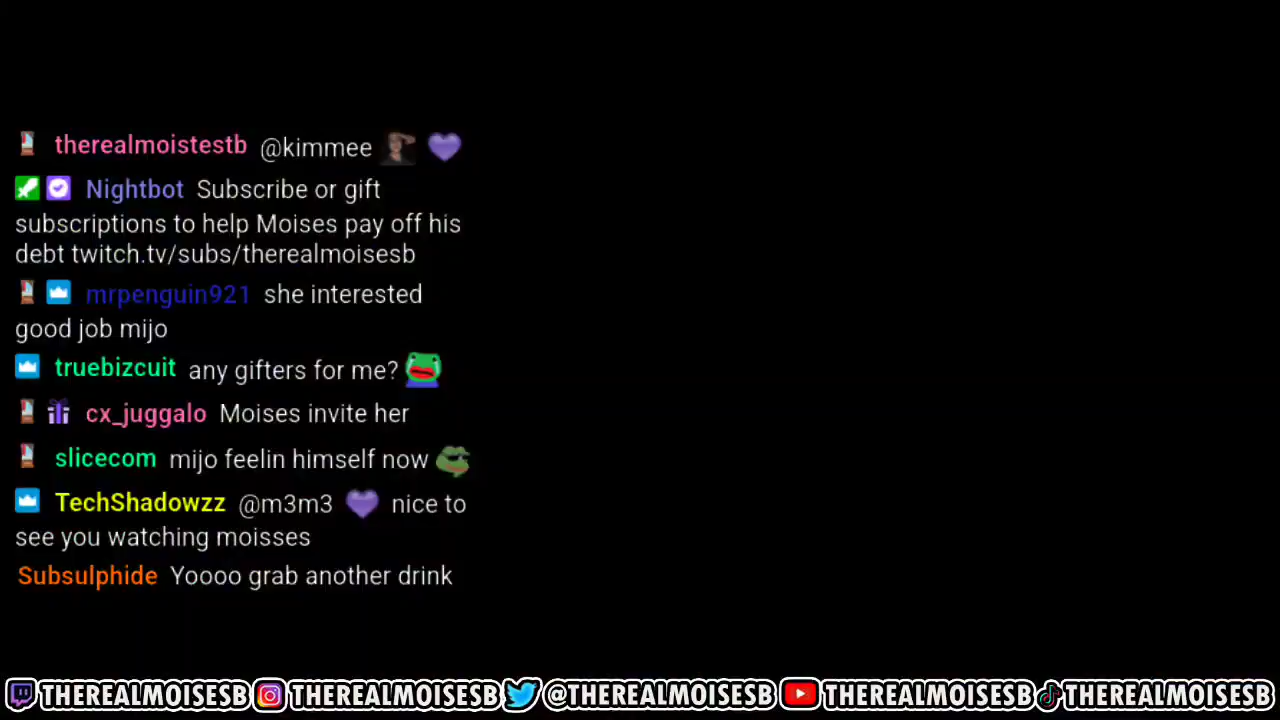 therealmoistestb @kimmee
Nightbot Subscribe or gift
subscriptions to help Moises pay off his
debt twitch.tv/subs/therealmoisesb
mrpenguin921 she interested
good job mijo
truebizcuit any gifters for me?
cx_juggalo Moises invite her
slicecom mijo feelin himself now
TechShadowzz @m3m3 nice to
see you watching moisses
Subsulphide Yoooo grab another drink
THEREALMOISESB THEREALMOISESB @THEREALMOISESB THEREALMOISESB THEREALMOISESB